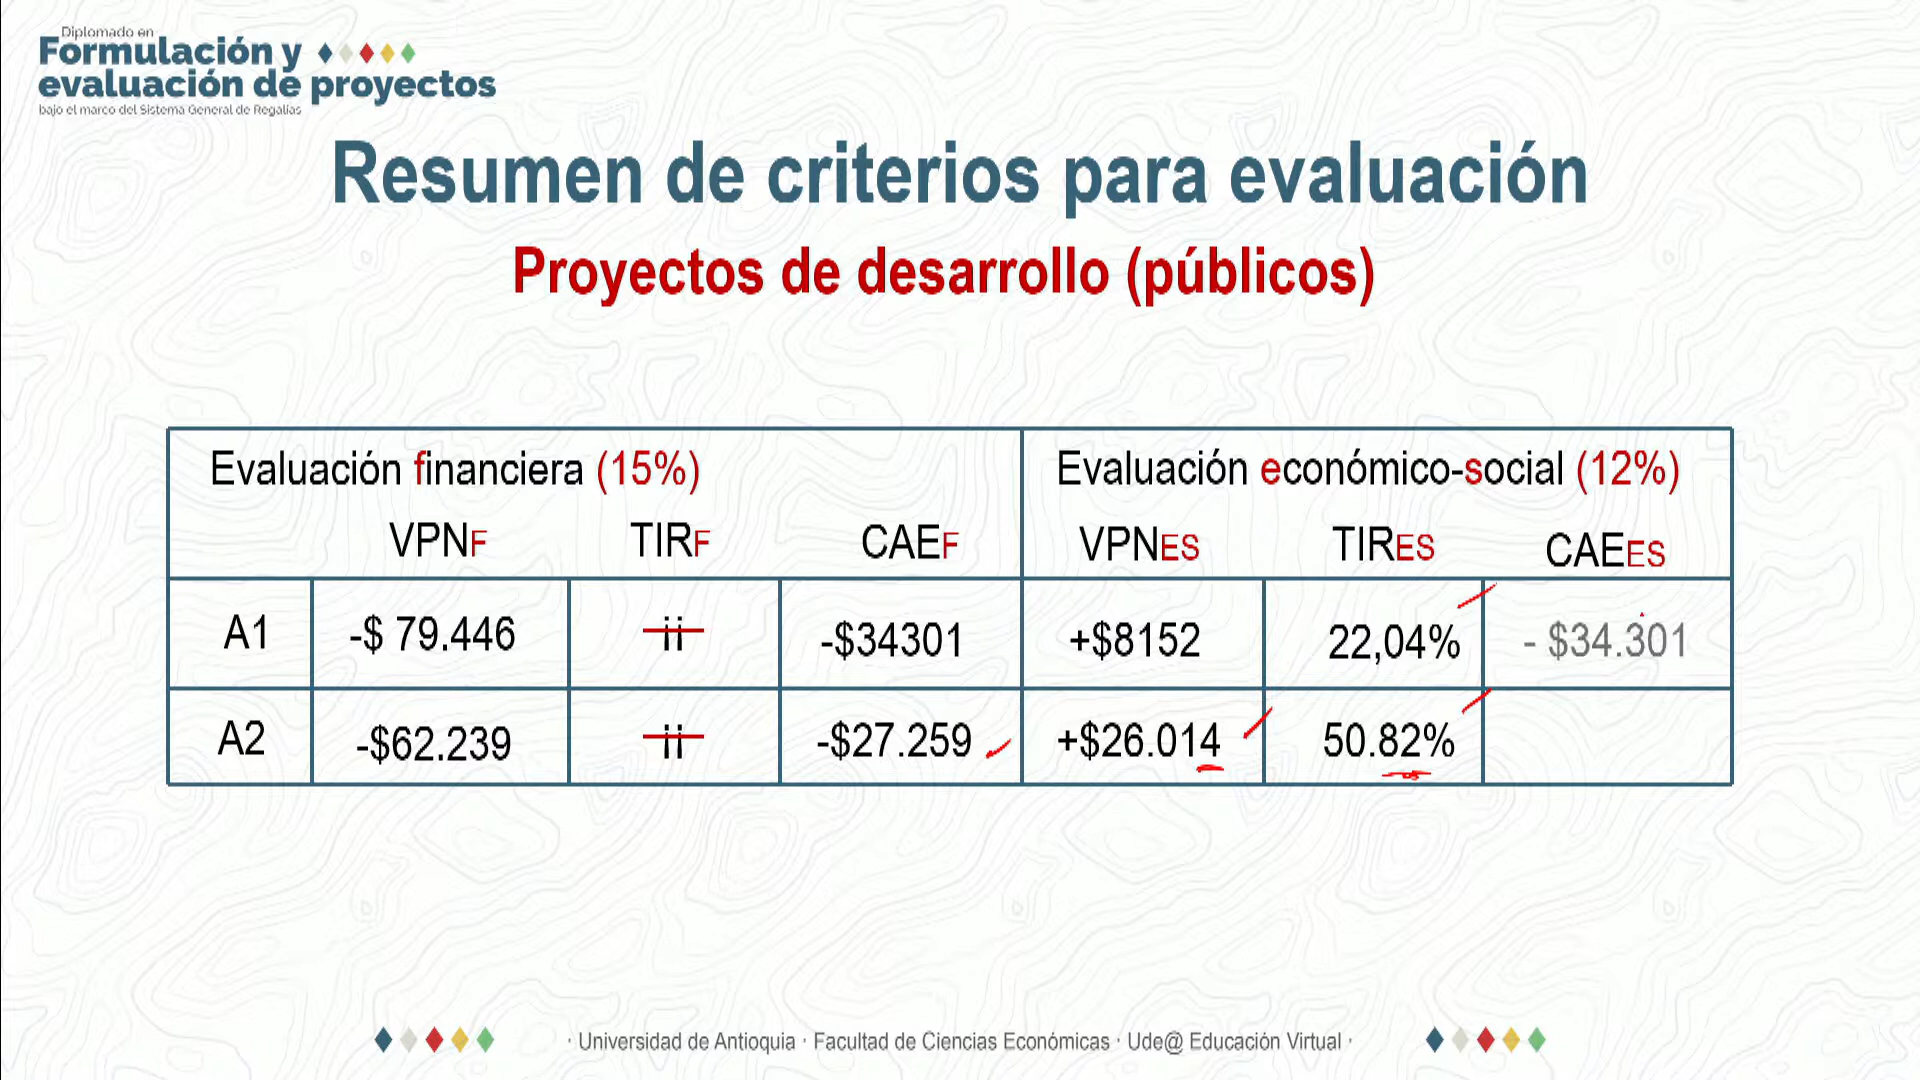 Diplomado en
Formulación y
evaluación de proyectos
bajo el marco del Sistema General de Regalías
Resumen de criterios para evaluación
Proyectos de desarrollo (públicos)
Evaluación financiera (15%) Evaluación económico-social (12%)
VPNF TIRF CAEF VPNES TIRES CAEES
A1 -$ 79.446 ii -$34301 +$8152 22,04% - $34.301
A2 -$62.239 ii -$27.259 +$26.014 50.82%
· Universidad de Antioquia · Facultad de Ciencias Económicas · Ude@ Educación Virtual ·